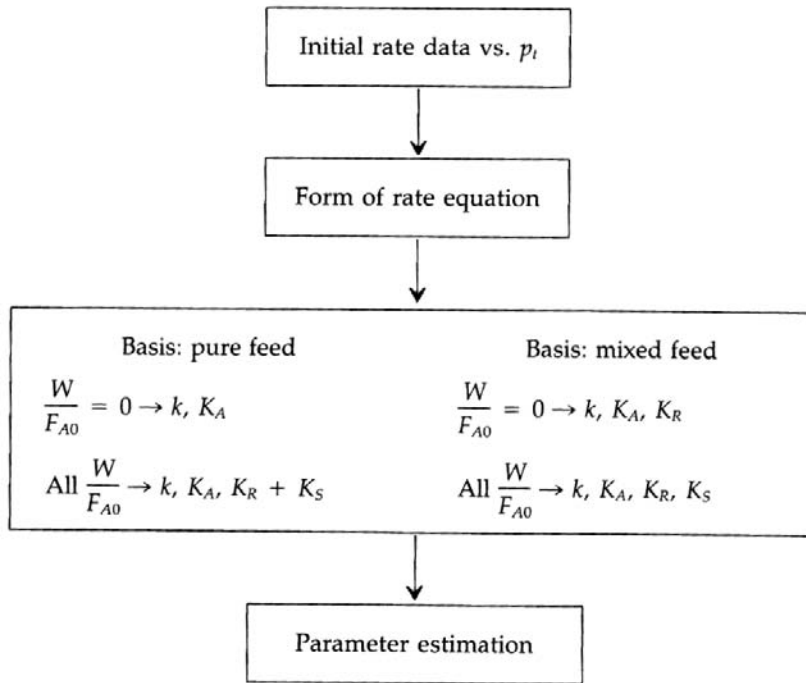 Initial rate data vs. pₜ
Form of rate equation
Basis: pure feed
W/F_A0 = 0 → k, K_A
All W/F_A0 → k, K_A, K_R + K_S
Basis: mixed feed
W/F_A0 = 0 → k, K_A, K_R
All W/F_A0 → k, K_A, K_R, K_S
Parameter estimation